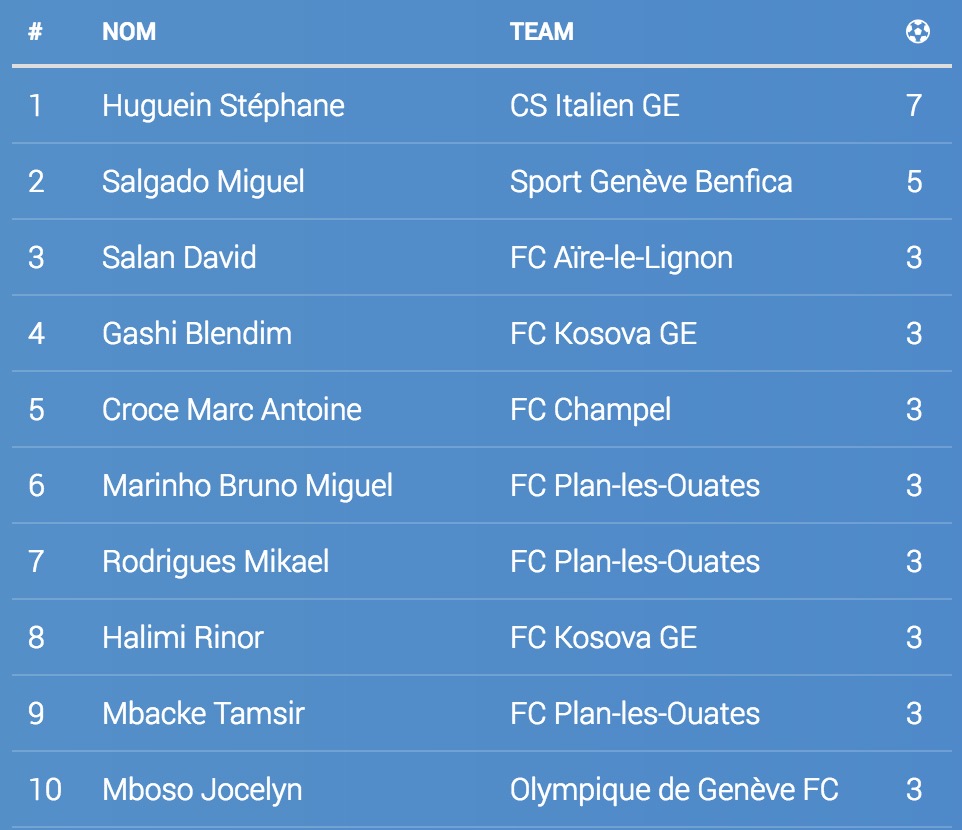 # NOM TEAM
1 Huguein Stéphane CS Italien GE 7
2 Salgado Miguel Sport Genève Benfica 5
3 Salan David FC Aïre-le-Lignon 3
4 Gashi Blendim FC Kosova GE 3
5 Croce Marc Antoine FC Champel 3
6 Marinho Bruno Miguel FC Plan-les-Ouates 3
7 Rodrigues Mikael FC Plan-les-Ouates 3
8 Halimi Rinor FC Kosova GE 3
9 Mbacke Tamsir FC Plan-les-Ouates 3
10 Mboso Jocelyn Olympique de Genève FC 3